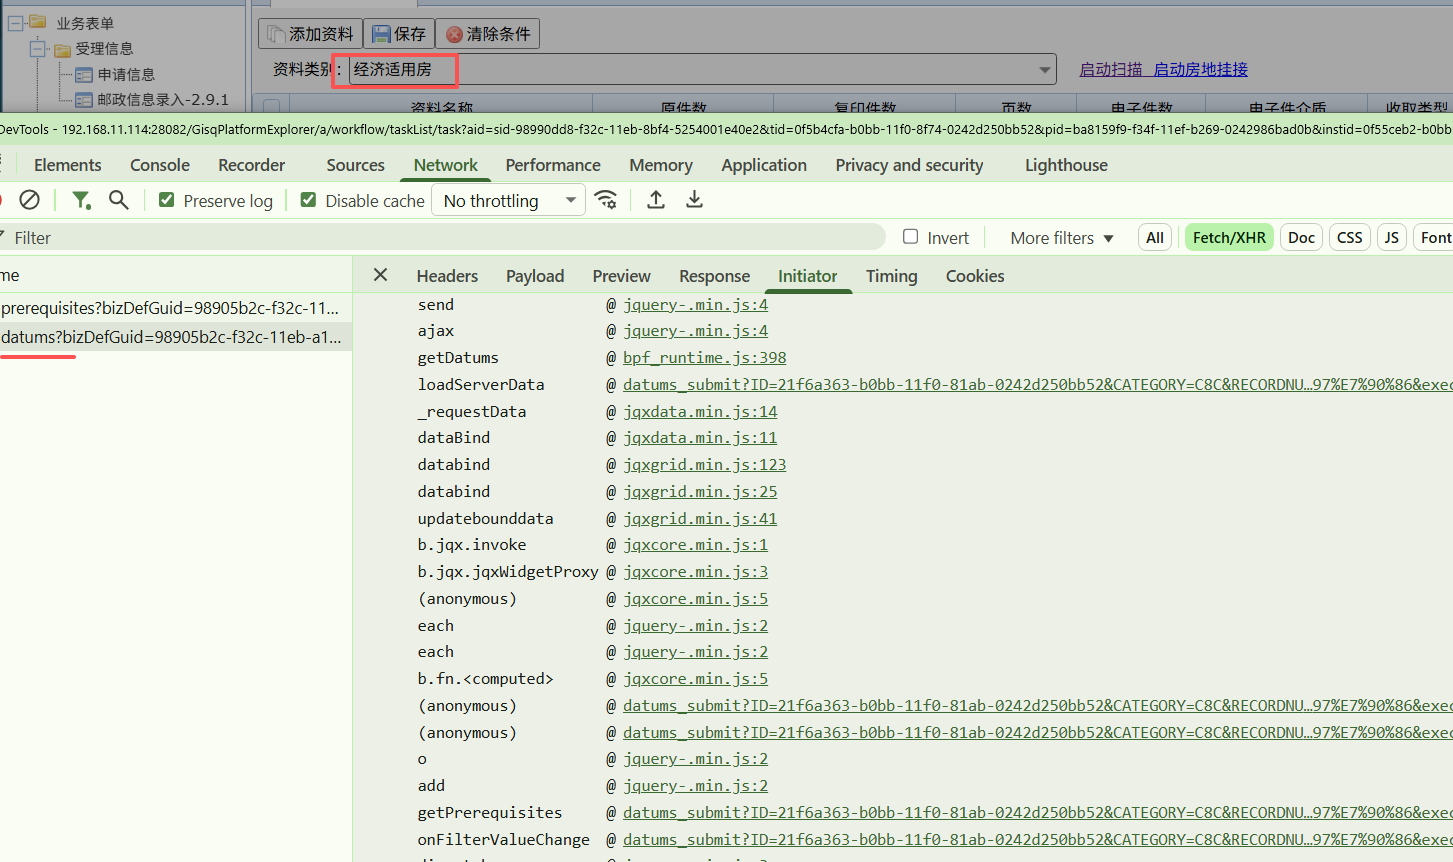 业务表单
受理信息
申请信息
邮政信息录入-2.9.1
添加资料 保存 清除条件
资料类别: 经济适用房 启动扫描 启动房地挂接
资料名称 原件数 复印件数 页数 电子件数 电子件介质 收取类型
DevTools - 192.168.11.114:28082/GisqPlatformExplorer/a/workflow/taskList/task?aid=sid-98990dd8-f32c-11eb-8bf4-5254001e40e2&tid=0f5b4cfa-b0bb-11f0-8f74-0242d250bb52&pid=ba8159f9-f34f-11ef-b269-0242986bad0b&instid=0f55ceb2-b0bb
Elements Console Recorder Sources Network Performance Memory Application Privacy and security Lighthouse
Preserve log Disable cache No throttling
Filter Invert More filters All Fetch/XHR Doc CSS JS Font
me
prerequisites?bizDefGuid=98905b2c-f32c-11...
datums?bizDefGuid=98905b2c-f32c-11eb-a1...
Headers Payload Preview Response Initiator Timing Cookies
send @ jquery-.min.js:4
ajax @ jquery-.min.js:4
getDatums @ bpf_runtime.js:398
loadServerData @ datums_submit?ID=21f6a363-b0bb-11f0-81ab-0242d250bb52&CATEGORY=C8C&RECORDNU…97%E7%90%86&exec
_requestData @ jqxdata.min.js:14
dataBind @ jqxdata.min.js:11
databind @ jqxgrid.min.js:123
databind @ jqxgrid.min.js:25
updatebounddata @ jqxgrid.min.js:41
b.jqx.invoke @ jqxcore.min.js:1
b.jqx.jqxWidgetProxy @ jqxcore.min.js:3
(anonymous) @ jqxcore.min.js:5
each @ jquery-.min.js:2
each @ jquery-.min.js:2
b.fn.<computed> @ jqxcore.min.js:5
(anonymous) @ datums_submit?ID=21f6a363-b0bb-11f0-81ab-0242d250bb52&CATEGORY=C8C&RECORDNU…97%E7%90%86&exec
(anonymous) @ datums_submit?ID=21f6a363-b0bb-11f0-81ab-0242d250bb52&CATEGORY=C8C&RECORDNU…97%E7%90%86&exec
o @ jquery-.min.js:2
add @ jquery-.min.js:2
getPrerequisites @ datums_submit?ID=21f6a363-b0bb-11f0-81ab-0242d250bb52&CATEGORY=C8C&RECORDNU…97%E7%90%86&exec
onFilterValueChange @ datums_submit?ID=21f6a363-b0bb-11f0-81ab-0242d250bb52&CATEGORY=C8C&RECORDNU…97%E7%90%86&exec